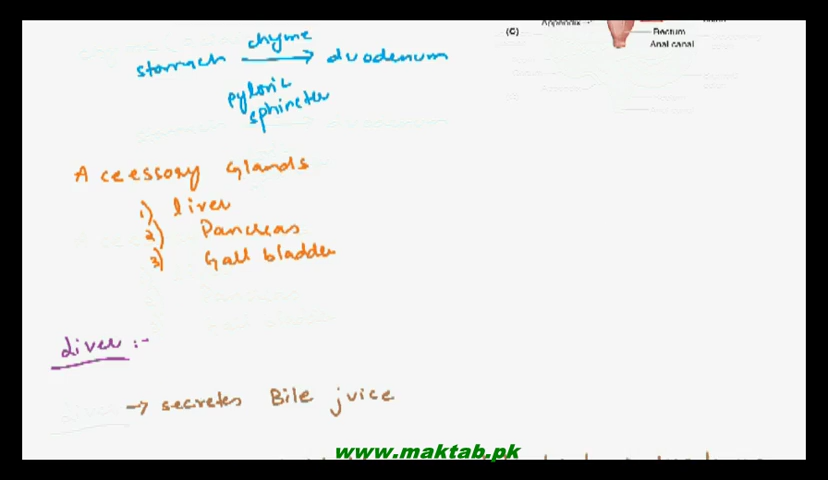 chyme
stomach → duodenum
pyloric
sphincter
Accessory Glands
1) liver
2) Pancreas
3) Gall bladder
Liver :-
→ secretes Bile juice
www.maktab.pk
Appendix
Rectum
Anal canal
(C)